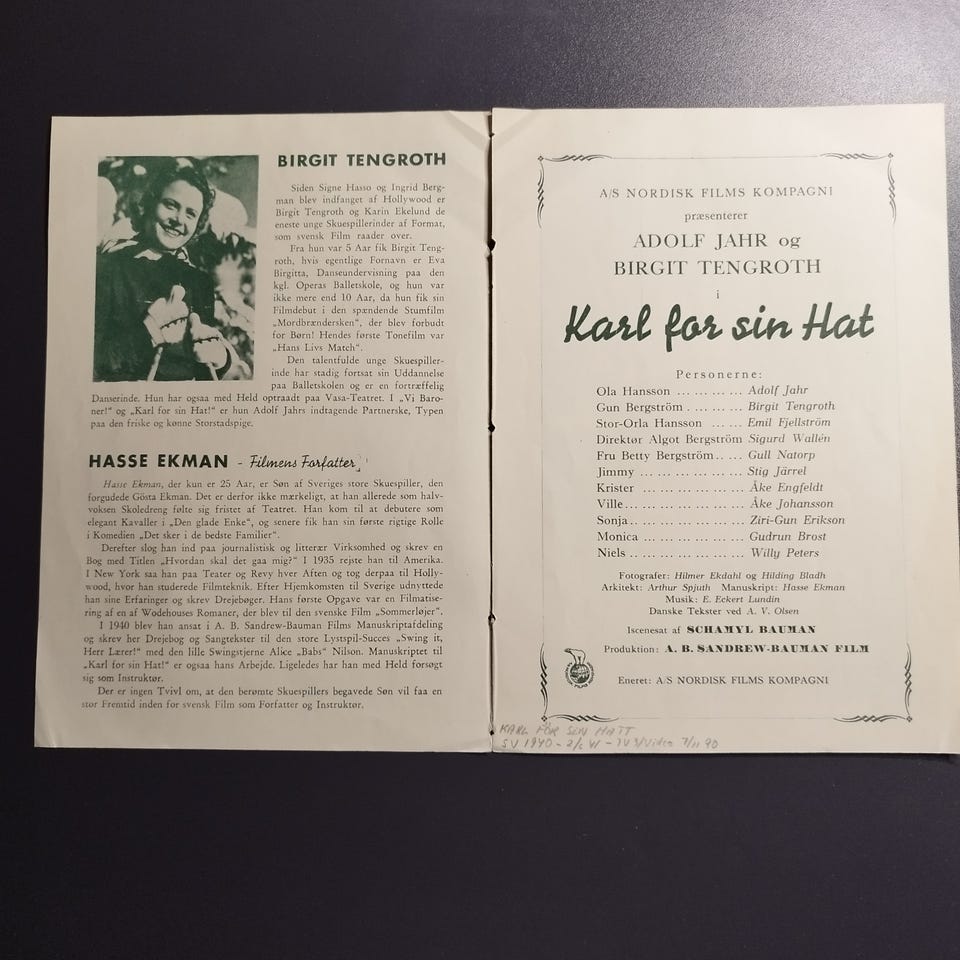 BIRGIT TENGROTH
Siden Signe Hasso og Ingrid Berg-
man blev indfanget af Hollywood er
Birgit Tengroth og Karin Ekelund de
eneste unge Skuespillerinder af Format,
som svensk Film raader over.
Fra hun var 5 Aar fik Birgit Teng-
roth, hvis egentlige Fornavn er Eva
Birgitta, Danseundervisning paa den
kgl. Operas Balletskole, og hun var
ikke mere end 10 Aar, da hun fik sin
Filmdebut i den spændende Stumfilm
„Mordbrændersken", der blev forbudt
for Børn! Hendes første Tonefilm var
„Hans Livs Match".
Den talentfulde unge Skuespiller-
inde har stadig fortsat sin Uddannelse
paa Balletskolen og er en fortræffelig
Danserinde. Hun har ogsaa med Held optraadt paa Vasa-Teatret. I „Vi Baro-
ner!" og „Karl for sin Hat!" er hun Adolf Jahrs indtagende Partnerske, Typen
paa den friske og kønne Storstadspige.
HASSE EKMAN - Filmens Forfatter
Hasse Ekman, der kun er 25 Aar, er Søn af Sveriges store Skuespiller, den
forgudede Gösta Ekman. Det er derfor ikke mærkeligt, at han allerede som halv-
voksen Skoledreng følte sig fristet af Teatret. Han kom til at debutere som
elegant Kavaller i „Den glade Enke", og senere fik han sin første rigtige Rolle
i Komedien „Det sker i de bedste Familier".
Derefter slog han ind paa journalistisk og litterær Virksomhed og skrev en
Bog med Titlen „Hvordan skal det gaa mig?" I 1935 rejste han til Amerika.
I New York saa han paa Teater og Revy hver Aften og tog derpaa til Holly-
wood, hvor han studerede Filmteknik. Efter Hjemkomsten til Sverige udnyttede
han sine Erfaringer og skrev Drejebøger. Hans første Opgave var en Filmatise-
ring af en af Wodehouses Romaner, der blev til den svenske Film „Sommerløjer".
I 1940 blev han ansat i A. B. Sandrew-Bauman Films Manuskriptafdeling
og skrev her Drejebog og Sangtekster til den store Lystspil-Succes „Swing it,
Herr Lærer!" med den lille Swingstjerne Alice „Babs" Nilson. Manuskriptet til
„Karl for sin Hat!" er ogsaa hans Arbejde. Ligeledes har han med Held forsøgt
sig som Instruktør.
Der er ingen Tvivl om, at den berømte Skuespillers begavede Søn vil faa en
stor Fremtid inden for svensk Film som Forfatter og Instruktør.
A/S NORDISK FILMS KOMPAGNI
præsenterer
ADOLF JAHR og
BIRGIT TENGROTH
i
Karl for sin Hat
Personerne:
Ola Hansson ... ... ... Adolf Jahr
Gun Bergström . ... ... Birgit Tengroth
Stor-Orla Hansson ... ... Emil Fjellström
Direktør Algot Bergström Sigurd Wallén
Fru Betty Bergström.. ... Gull Natorp
Jimmy ... ... ... ... Stig Järrel
Krister ... ... ... ... Åke Engfeldt
Ville... ... ... ... ... Åke Johansson
Sonja.. ... ... ... ... Ziri-Gun Erikson
Monica ... ... ... ... Gudrun Brost
Niels .. ... ... ... ... Willy Peters
Fotografer: Hilmer Ekdahl og Hilding Bladh
Arkitekt: Arthur Spjuth Manuskript: Hasse Ekman
Musik: E. Eckert Lundin
Danske Tekster ved A. V. Olsen
Iscenesat af SCHAMYL BAUMAN
Produktion: A. B. SANDREW-BAUMAN FILM
Eneret: A/S NORDISK FILMS KOMPAGNI
KARL FÖR SIN HATT
SV 1940 - 2/6 41 - TV3/Video 7/11 90